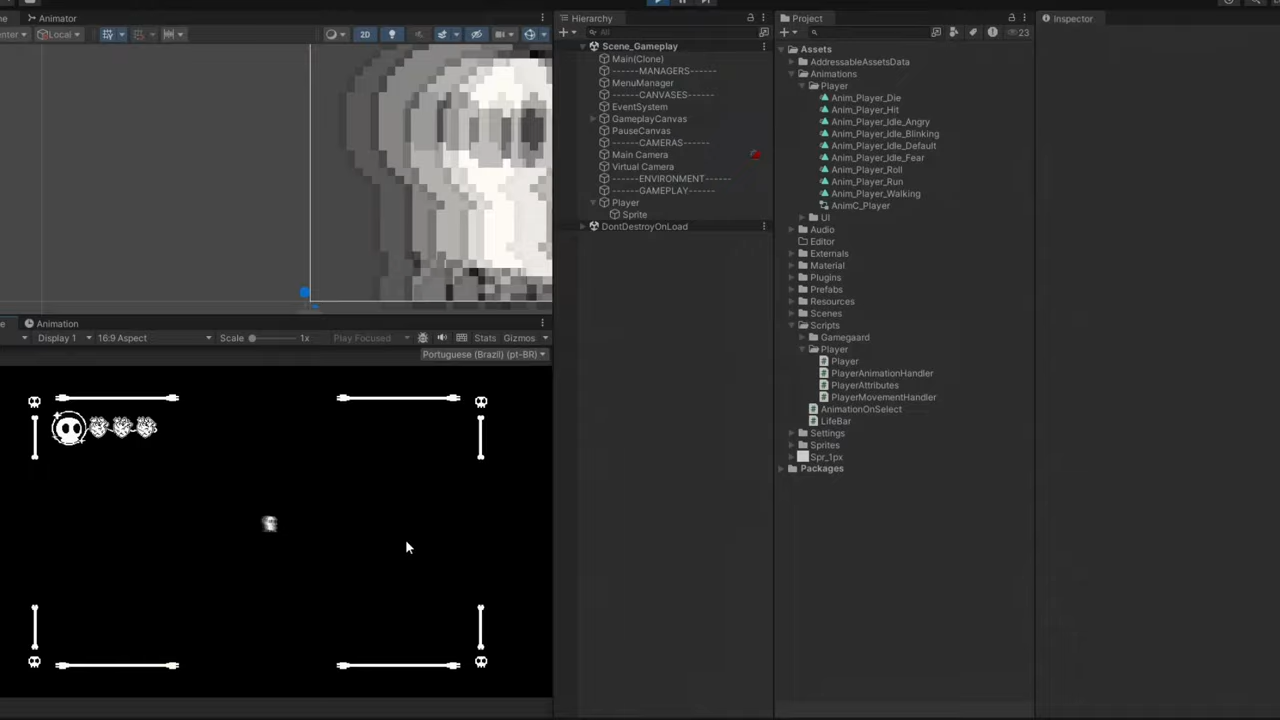 Animator
Hierarchy
Project
Inspector
enter
Local
2D
All
23
Scene_Gameplay
Main(Clone)
------MANAGERS------
MenuManager
------CANVASES------
EventSystem
GameplayCanvas
PauseCanvas
------CAMERAS------
Main Camera
Virtual Camera
------ENVIRONMENT------
------GAMEPLAY------
Player
Sprite
DontDestroyOnLoad
Assets
AddressableAssetsData
Animations
Player
Anim_Player_Die
Anim_Player_Hit
Anim_Player_Idle_Angry
Anim_Player_Idle_Blinking
Anim_Player_Idle_Default
Anim_Player_Idle_Fear
Anim_Player_Roll
Anim_Player_Run
Anim_Player_Walking
AnimC_Player
UI
Audio
Editor
Externals
Material
Plugins
Prefabs
Resources
Scenes
Scripts
Gamegaard
Player
Player
PlayerAnimationHandler
PlayerAttributes
PlayerMovementHandler
AnimationOnSelect
LifeBar
Settings
Sprites
Spr_1px
Packages
Animation
Display 1
16:9 Aspect
Scale
1x
Play Focused
Stats
Gizmos
Portuguese (Brazil) (pt-BR)